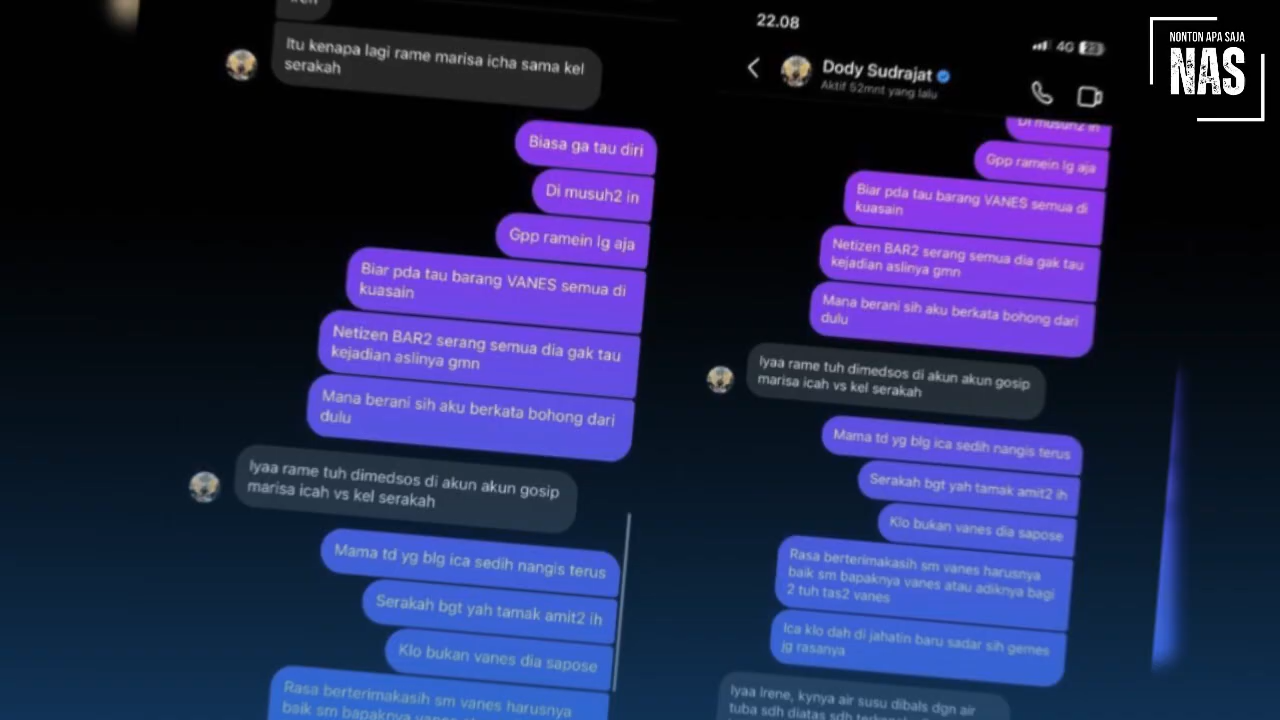 Itu kenapa lagi rame marisa icha sama kel
serakah
Biasa ga tau diri
Di musuh2 in
Gpp ramein lg aja
Biar pda tau barang VANES semua di
kuasain
Netizen BAR2 serang semua dia gak tau
kejadian aslinya gmn
Mana berani sih aku berkata bohong dari
dulu
Iyaa rame tuh dimedsos di akun akun gosip
marisa icah vs kel serakah
Mama td yg blg ica sedih nangis terus
Serakah bgt yah tamak amit2 ih
Klo bukan vanes dia sapose
Rasa berterimakasih sm vanes harusnya
baik sm bapaknya vanes atau adiknya bagi
22.08
4G 23
Dody Sudrajat
Aktif 52mnt yang lalu
Di musuh2 in
Gpp ramein lg aja
Biar pda tau barang VANES semua di
kuasain
Netizen BAR2 serang semua dia gak tau
kejadian aslinya gmn
Mana berani sih aku berkata bohong dari
dulu
Iyaa rame tuh dimedsos di akun akun gosip
marisa icah vs kel serakah
Mama td yg blg ica sedih nangis terus
Serakah bgt yah tamak amit2 ih
Klo bukan vanes dia sapose
Rasa berterimakasih sm vanes harusnya
baik sm bapaknya vanes atau adiknya bagi
2 tuh tas2 vanes
Ica klo dah di jahatin baru sadar sih gemes
jg rasanya
Iyaa Irene, kynya air susu dibals dgn air
tuba sdh diatas sdh
NONTON APA SAJA
NAS